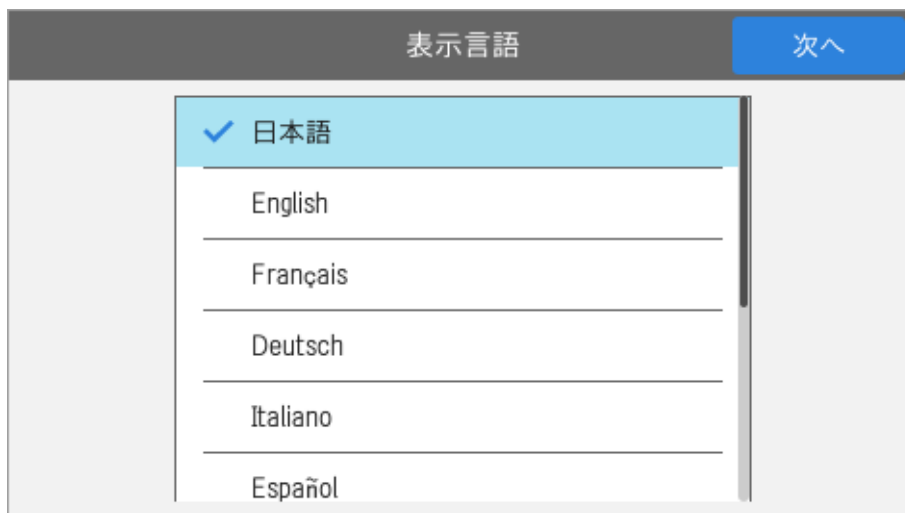 表示言語
次へ
日本語
English
Français
Deutsch
Italiano
Español